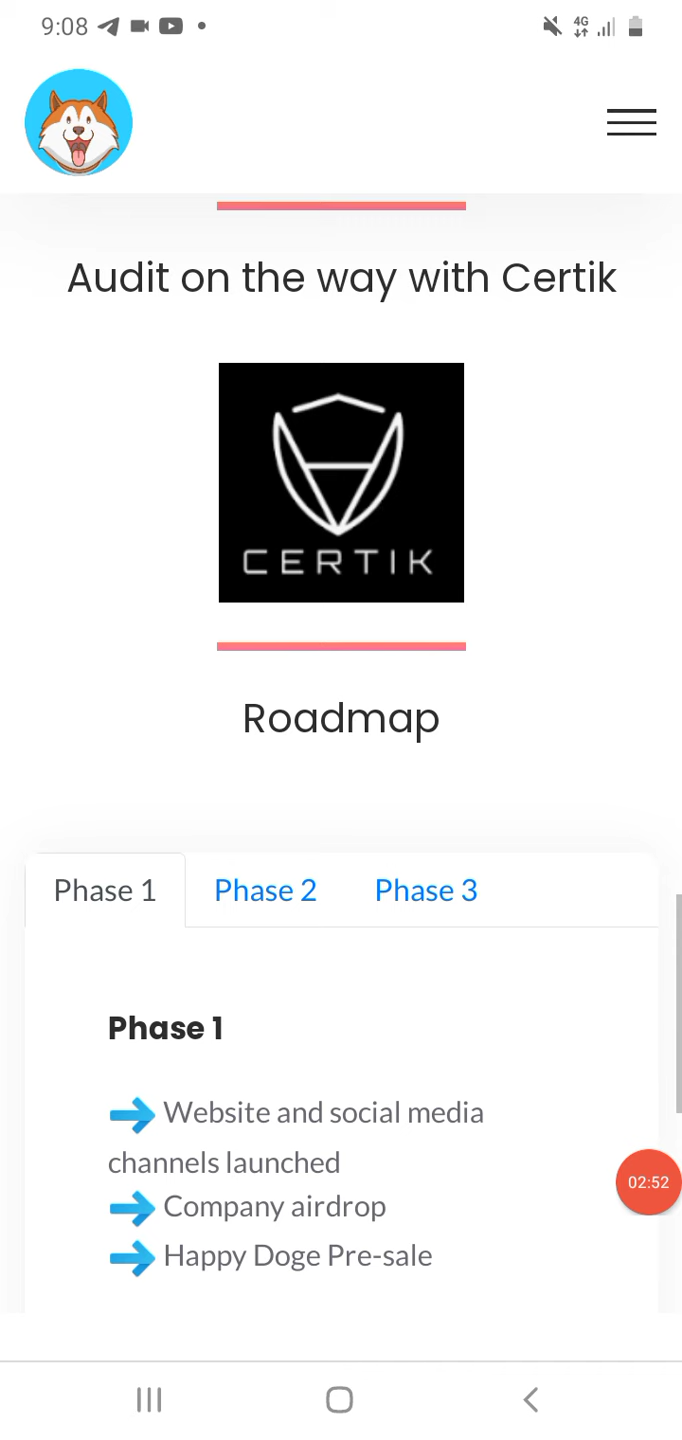 9:08
4G
Audit on the way with Certik
CERTIK
Roadmap
Phase 1 Phase 2 Phase 3
Phase 1
Website and social media
channels launched
02:52
Company airdrop
Happy Doge Pre-sale